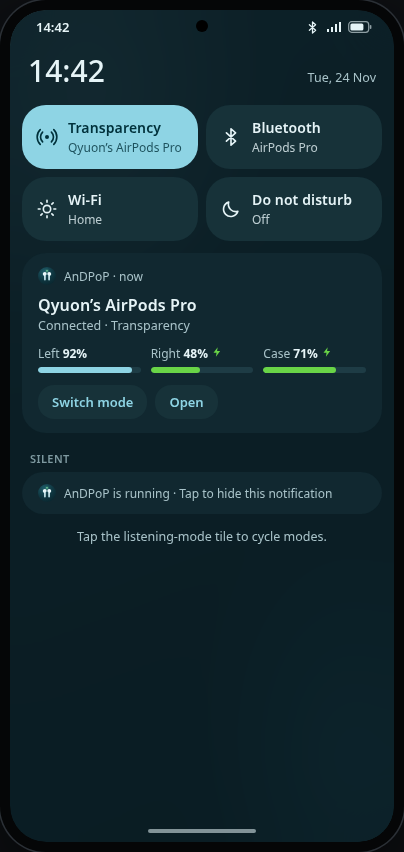 14:42
14:42
Tue, 24 Nov
Transparency
Qyuon’s AirPods Pro
Bluetooth
AirPods Pro
Wi-Fi
Home
Do not disturb
Off
AnDPoP · now
Qyuon’s AirPods Pro
Connected · Transparency
Left 92%
Right 48%
Case 71%
Switch mode
Open
SILENT
AnDPoP is running · Tap to hide this notification
Tap the listening-mode tile to cycle modes.